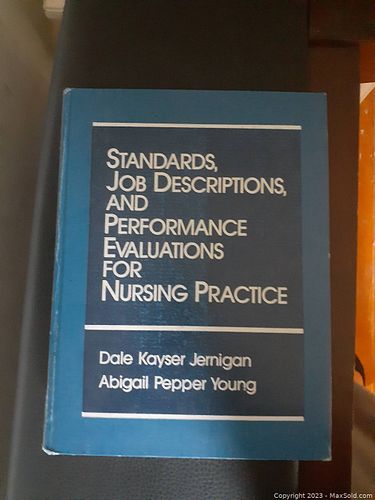 STANDARDS,
JOB DESCRIPTIONS,
AND
PERFORMANCE
EVALUATIONS
FOR
NURSING PRACTICE
Dale Kayser Jernigan
Abigail Pepper Young
Copyright 2023 - MaxSold.com